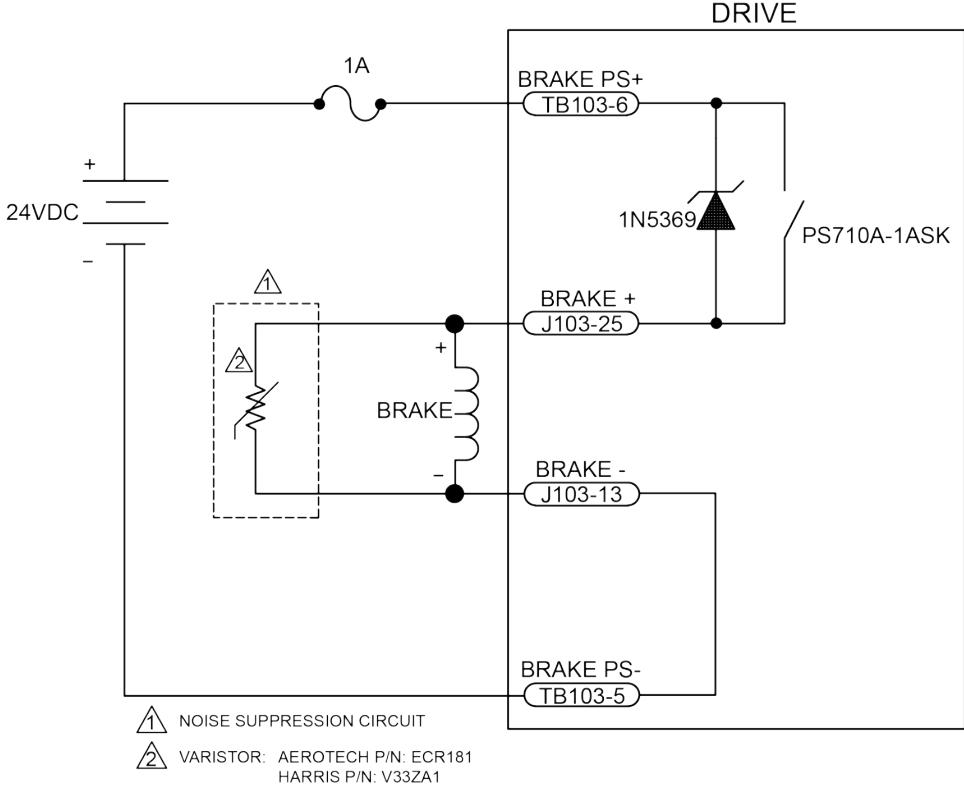 DRIVE
1A
BRAKE PS+
TB103-6
+
24VDC
−
1N5369
PS710A-1ASK
1
BRAKE +
J103-25
+
2
BRAKE
−
BRAKE -
J103-13
BRAKE PS-
TB103-5
1 NOISE SUPPRESSION CIRCUIT
2 VARISTOR: AEROTECH P/N: ECR181
HARRIS P/N: V33ZA1